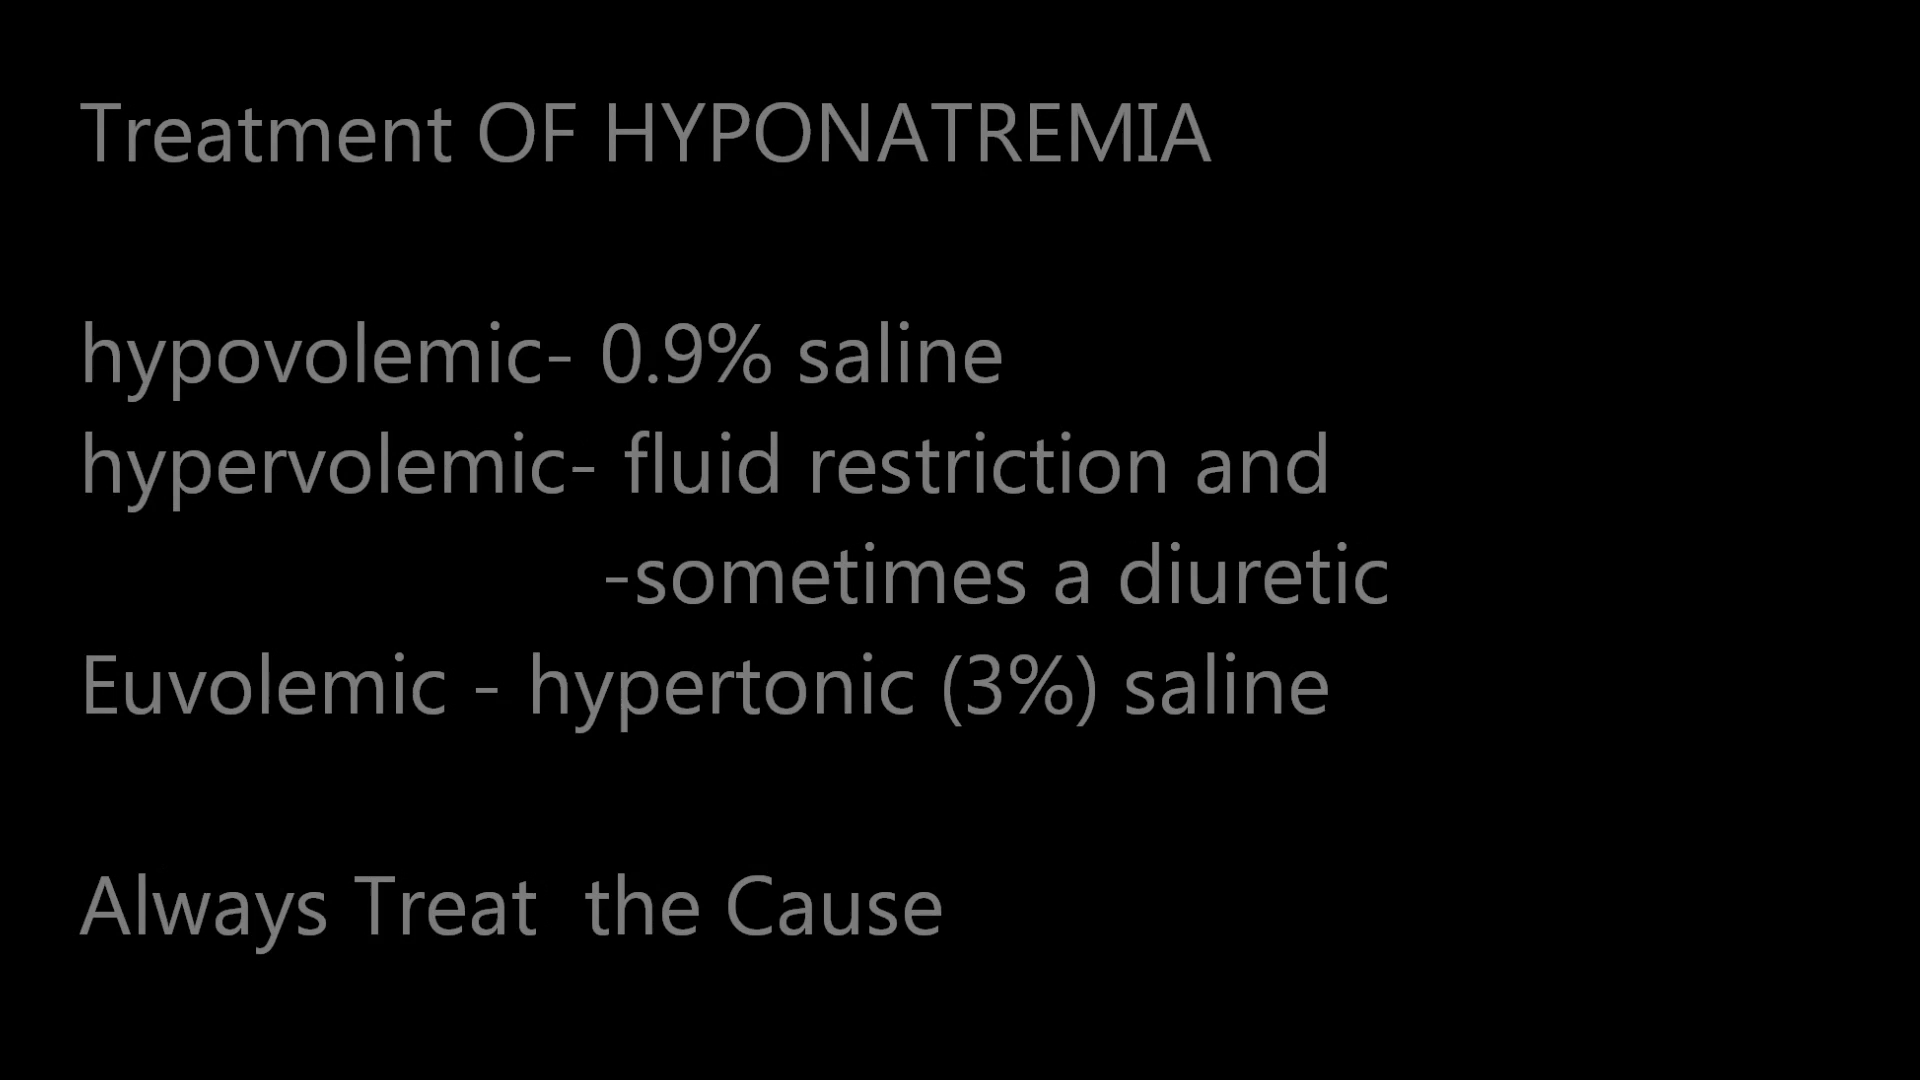 Treatment OF HYPONATREMIA
hypovolemic- 0.9% saline
hypervolemic- fluid restriction and
-sometimes a diuretic
Euvolemic - hypertonic (3%) saline
Always Treat  the Cause